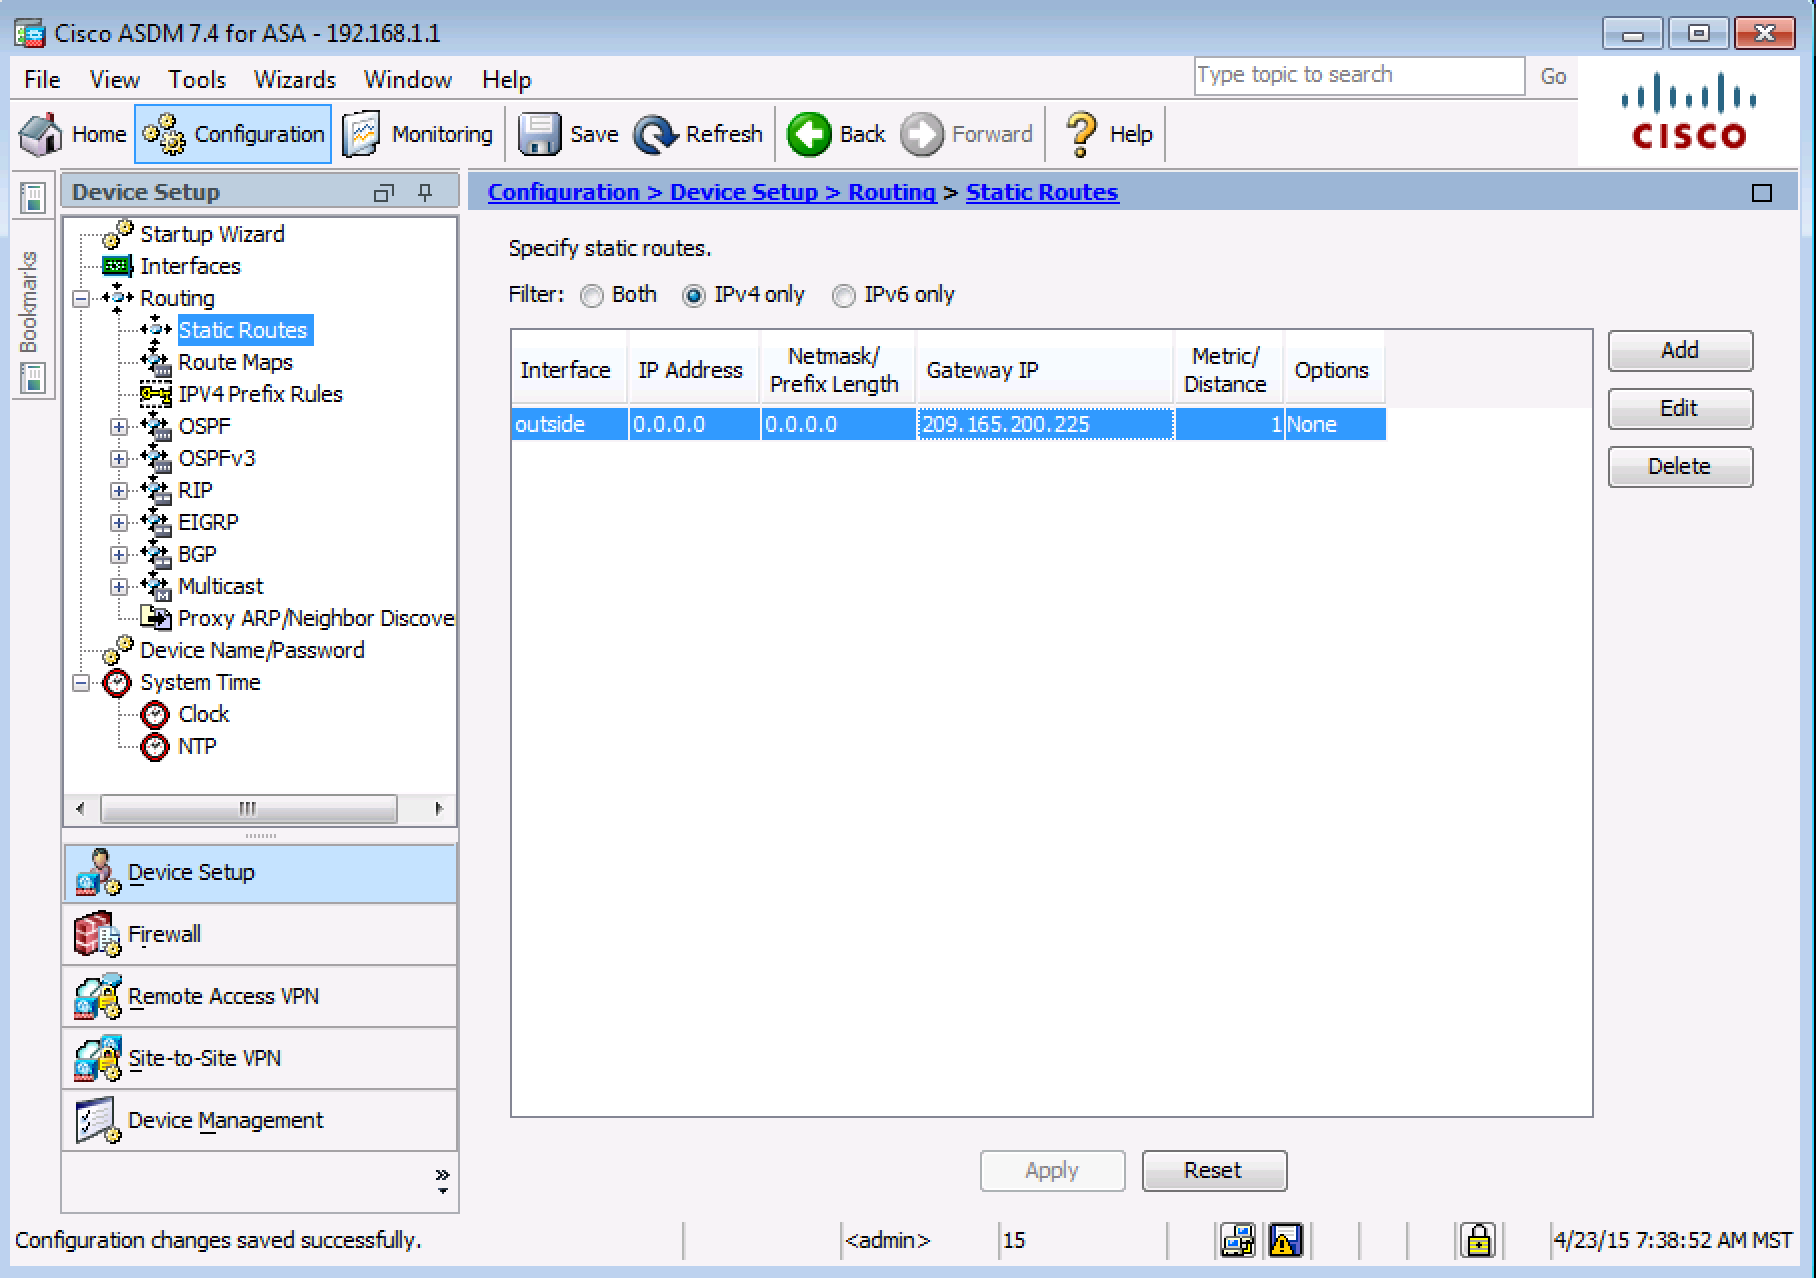 Cisco ASDM 7.4 for ASA - 192.168.1.1
File View Tools Wizards Window Help
Type topic to search Go
Home Configuration Monitoring Save Refresh Back Forward Help
CISCO
Bookmarks
Device Setup
Startup Wizard
Interfaces
Routing
Static Routes
Route Maps
IPV4 Prefix Rules
OSPF
OSPFv3
RIP
EIGRP
BGP
Multicast
Proxy ARP/Neighbor Discove
Device Name/Password
System Time
Clock
NTP
Device Setup
Firewall
Remote Access VPN
Site-to-Site VPN
Device Management
Configuration > Device Setup > Routing > Static Routes
Specify static routes.
Filter: Both IPv4 only IPv6 only
Interface IP Address Netmask/ Prefix Length Gateway IP Metric/ Distance Options
outside 0.0.0.0 0.0.0.0 209.165.200.225 1 None
Add
Edit
Delete
Apply Reset
Configuration changes saved successfully. <admin> 15 4/23/15 7:38:52 AM MST